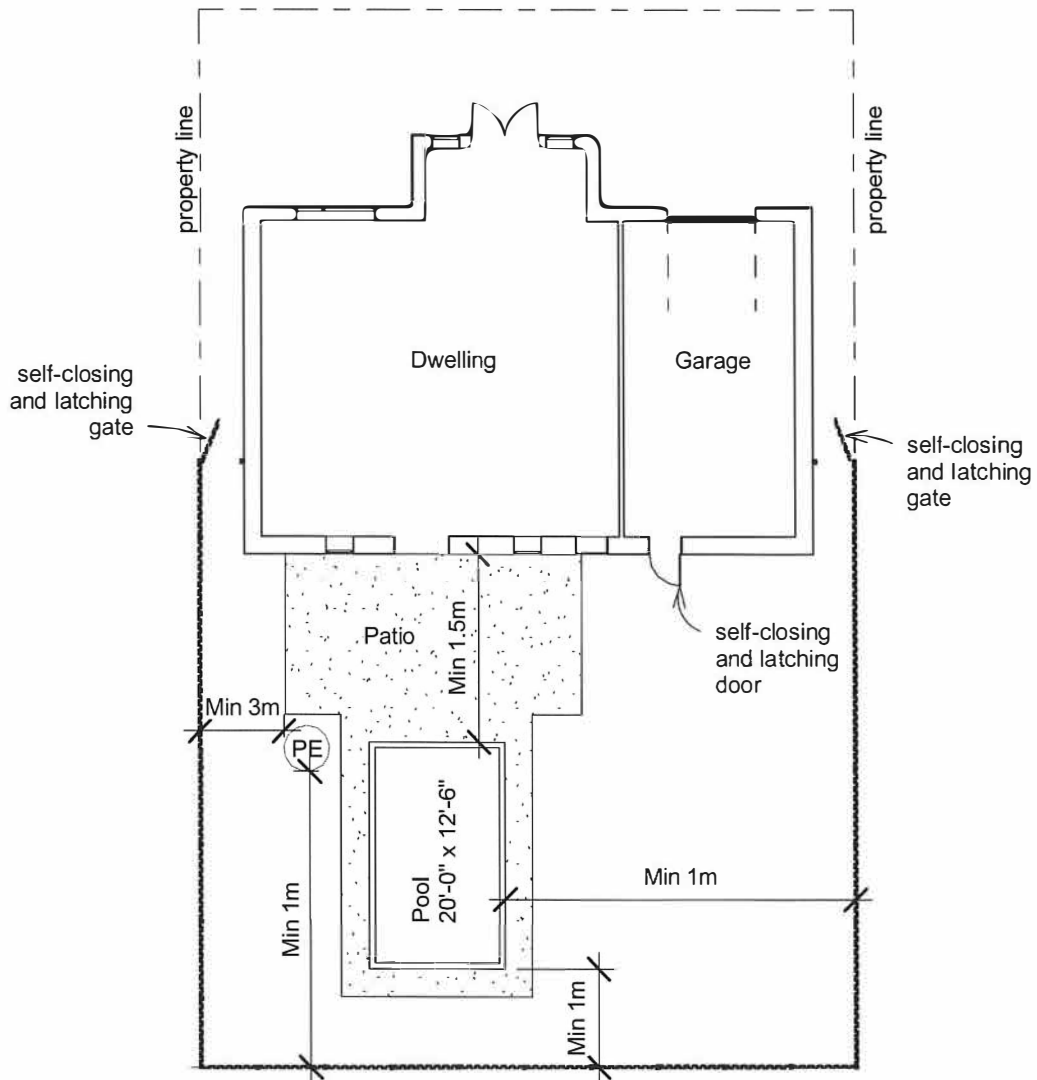 property line
property line
Dwelling
Garage
self-closing
and latching
gate
self-closing
and latching
gate
Patio
Min 1.5m
self-closing
and latching
door
Min 3m
PE
Pool
20'-0" x 12'-6"
Min 1m
Min 1m
Min 1m